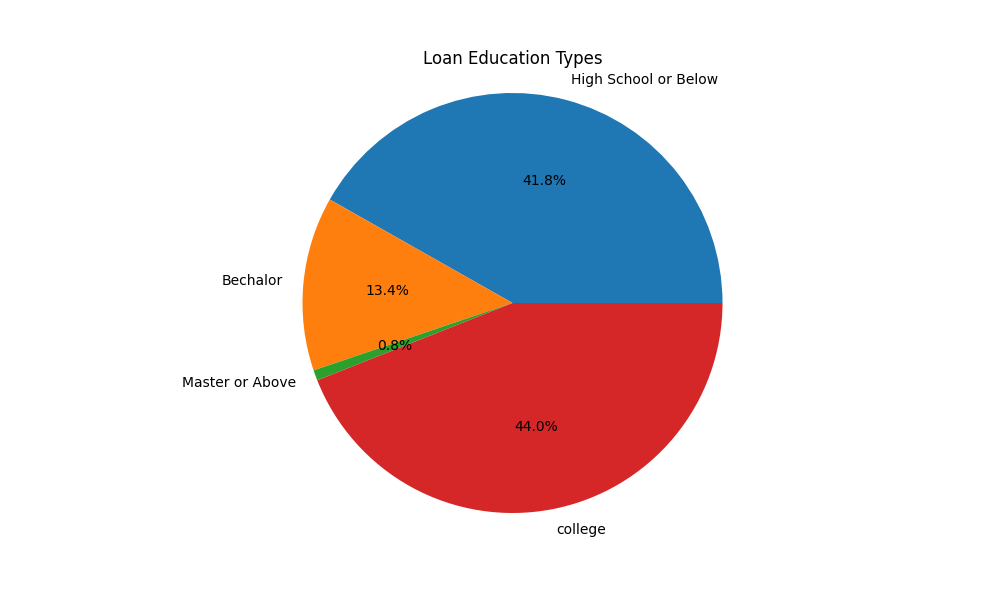 Loan Education Types
High School or Below
41.8%
Bechalor
13.4%
0.8%
Master or Above
44.0%
college